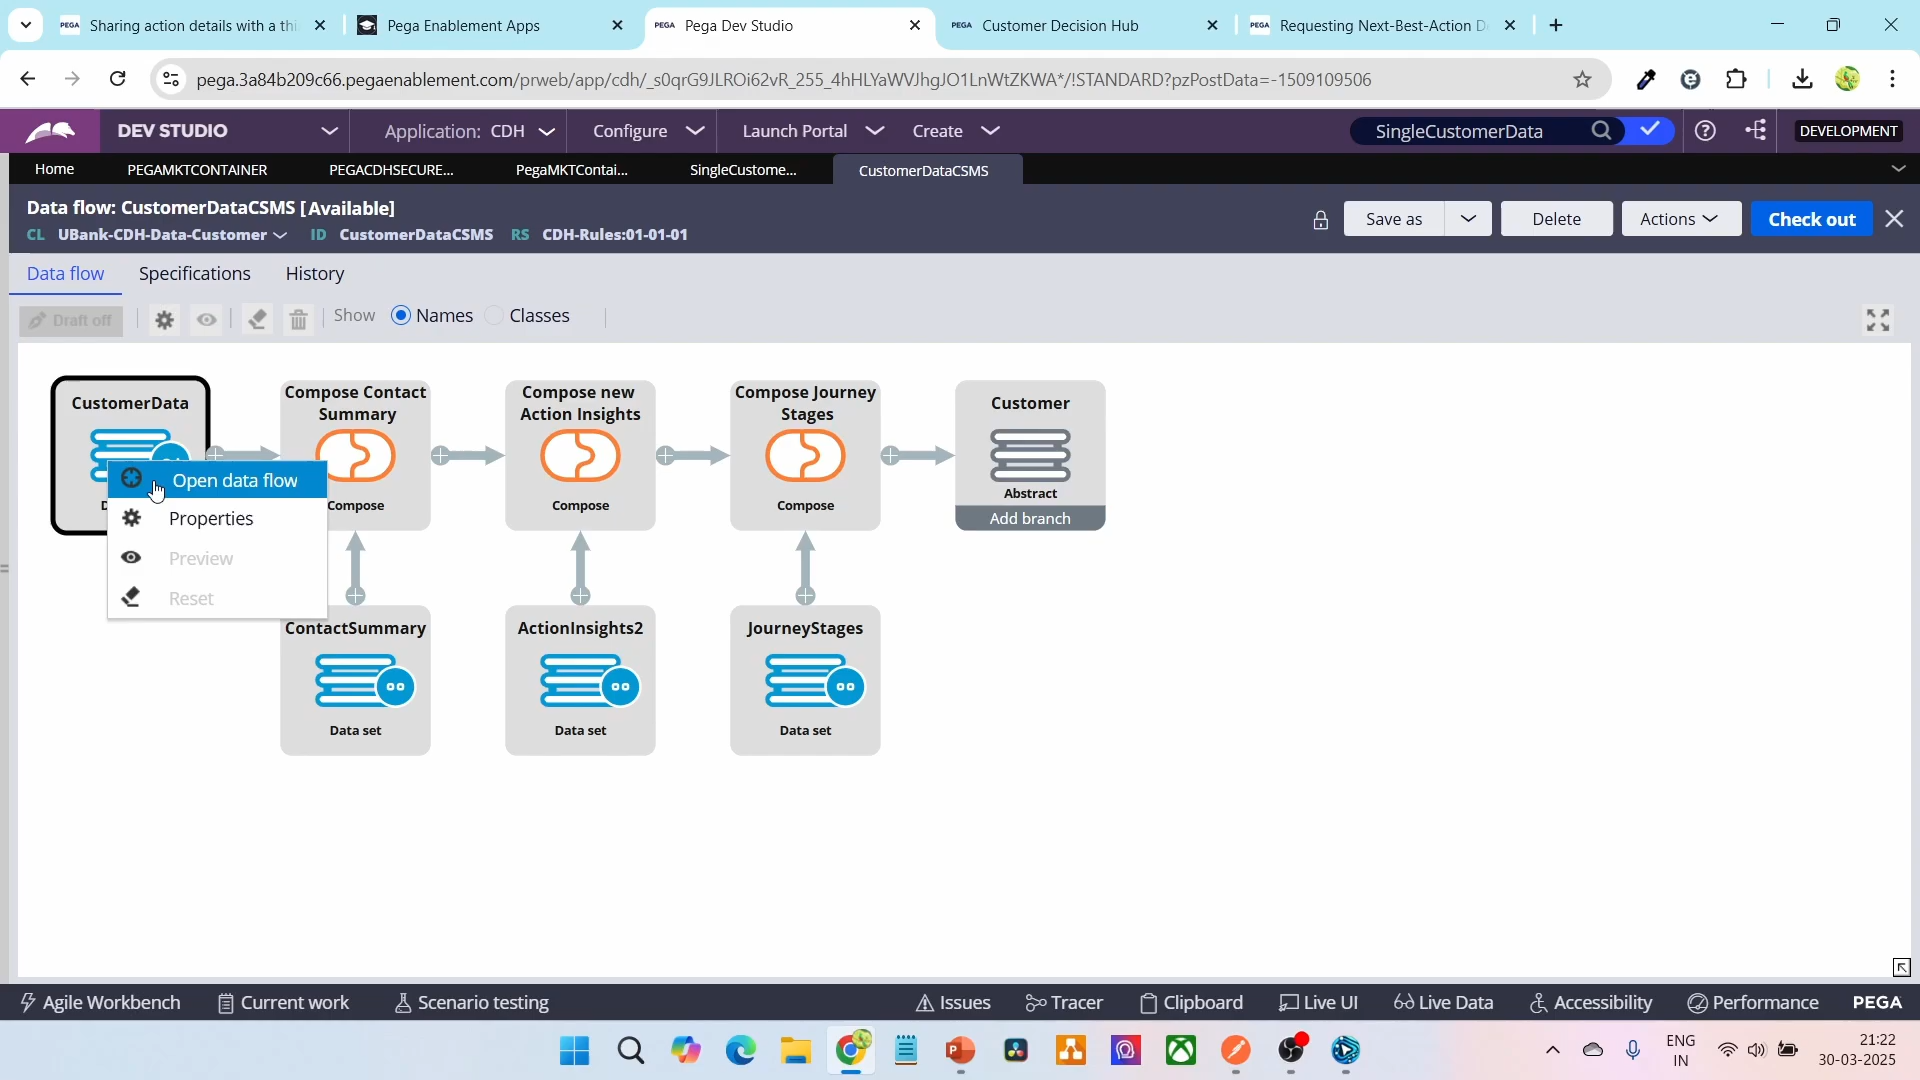 PEGA Sharing action details with a thi
Pega Enablement Apps
PEGA Pega Dev Studio
PEGA Customer Decision Hub
PEGA Requesting Next-Best-Action D
pega.3a84b209c66.pegaenablement.com/prweb/app/cdh/_s0qrG9JLROi62vR_255_4hHLYaWVJhgJO1LnWtZKWA*/!STANDARD?pzPostData=-1509109506
DEV STUDIO
Application: CDH
Configure
Launch Portal
Create
SingleCustomerData
DEVELOPMENT
Home
PEGAMKTCONTAINER
PEGACDHSECURE...
PegaMKTContai...
SingleCustome...
CustomerDataCSMS
Data flow: CustomerDataCSMS [Available]
CL UBank-CDH-Data-Customer ID CustomerDataCSMS RS CDH-Rules:01-01-01
Save as
Delete
Actions
Check out
Data flow
Specifications
History
Draft off
Show
Names
Classes
CustomerData
Compose Contact
Summary
Compose
Compose new
Action Insights
Compose
Compose Journey
Stages
Compose
Customer
Abstract
Add branch
Open data flow
Properties
Preview
Reset
ContactSummary
Data set
ActionInsights2
Data set
JourneyStages
Data set
Agile Workbench
Current work
Scenario testing
Issues
Tracer
Clipboard
Live UI
Live Data
Accessibility
Performance
PEGA
ENG
IN
21:22
30-03-2025